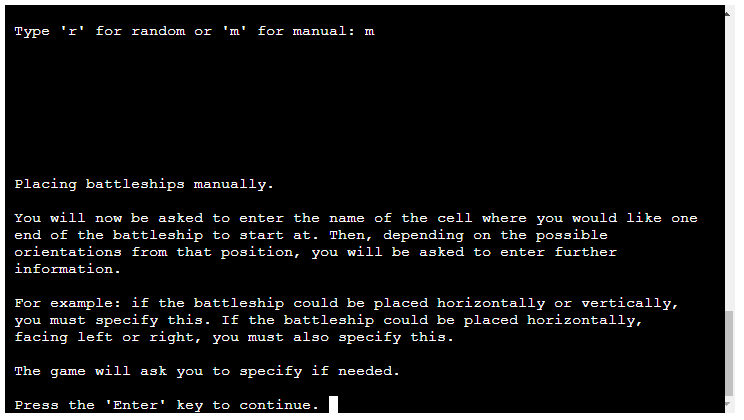 Type 'r' for random or 'm' for manual: m
Placing battleships manually.
You will now be asked to enter the name of the cell where you would like one
end of the battleship to start at. Then, depending on the possible
orientations from that position, you will be asked to enter further
information.
For example: if the battleship could be placed horizontally or vertically,
you must specify this. If the battleship could be placed horizontally,
facing left or right, you must also specify this.
The game will ask you to specify if needed.
Press the 'Enter' key to continue.